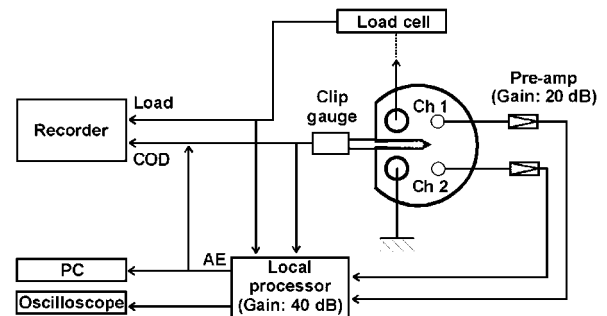 Load cell
Pre-amp
(Gain: 20 dB)
Clip
gauge
Ch 1
Load
Recorder
COD
Ch 2
AE
PC
Local
processor
(Gain: 40 dB)
Oscilloscope